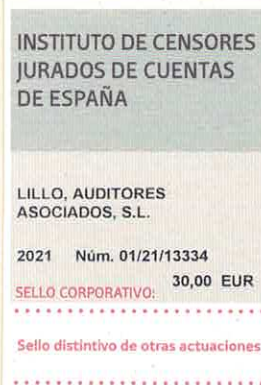 INSTITUTO DE CENSORES
JURADOS DE CUENTAS
DE ESPAÑA
LILLO, AUDITORES
ASOCIADOS, S.L.
2021 Núm. 01/21/13334
30,00 EUR
SELLO CORPORATIVO:
Sello distintivo de otras actuaciones